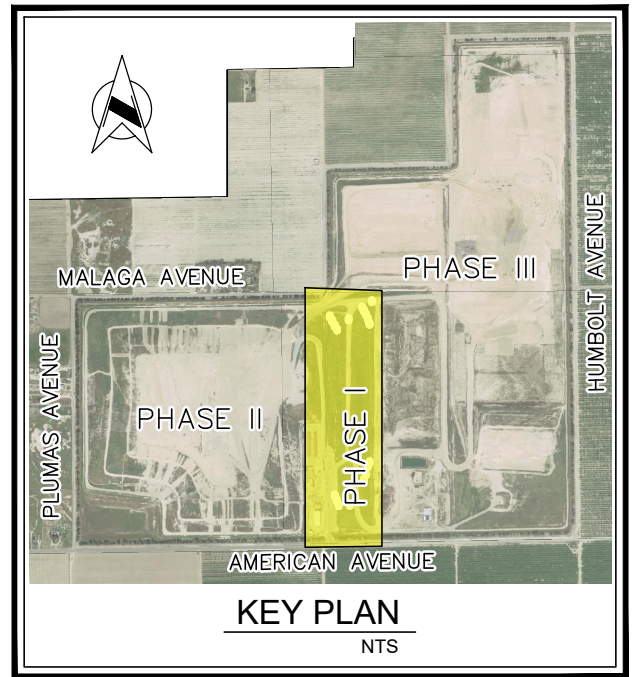 MALAGA AVENUE
PHASE III
HUMBOLT AVENUE
PLUMAS AVENUE
PHASE II
PHASE I
AMERICAN AVENUE
KEY PLAN
NTS